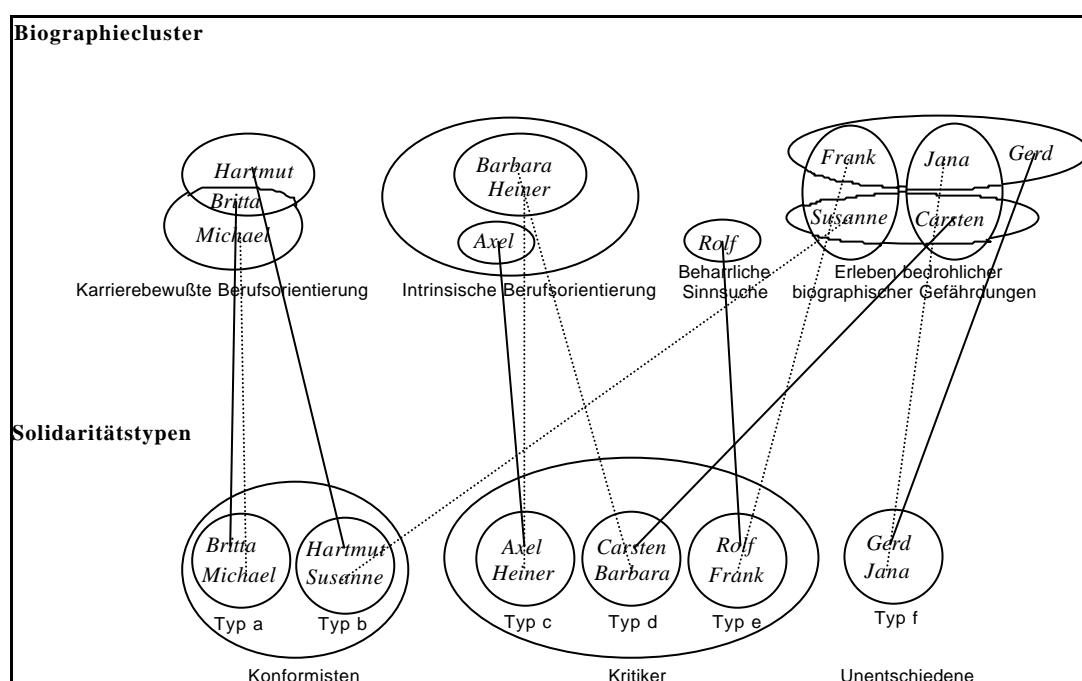 Biographiecluster
Hartmut
Britta
Michael
Karrierebewußte Berufsorientierung
Barbara
Heiner
Axel
Intrinsische Berufsorientierung
Rolf
Beharrliche
Sinnsuche
Frank Jana Gerd
Susanne Carsten
Erleben bedrohlicher
biographischer Gefährdungen
Solidaritätstypen
Britta
Michael
Typ a
Hartmut
Susanne
Typ b
Konformisten
Axel
Heiner
Typ c
Carsten
Barbara
Typ d
Rolf
Frank
Typ e
Kritiker
Gerd
Jana
Typ f
Unentschiedene